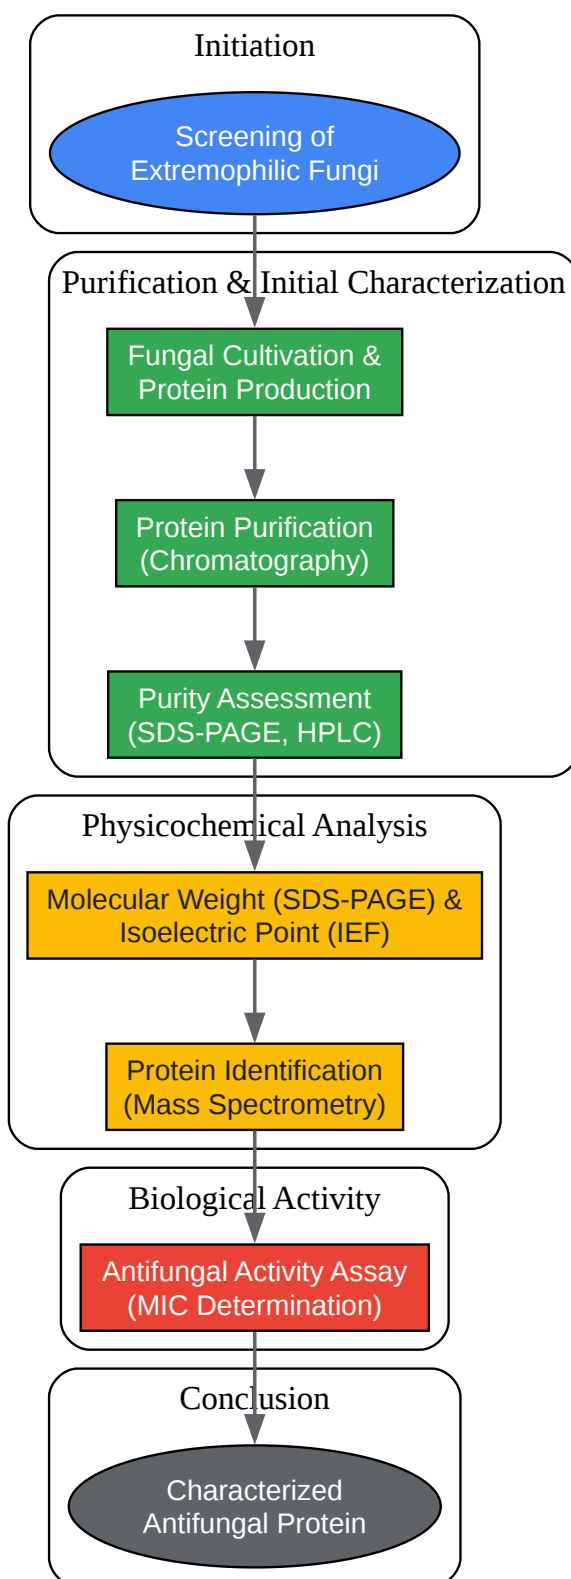 Initiation
Screening of
Extremophilic Fungi
Purification & Initial Characterization
Fungal Cultivation &
Protein Production
Protein Purification
(Chromatography)
Purity Assessment
(SDS-PAGE, HPLC)
Physicochemical Analysis
Molecular Weight (SDS-PAGE) &
Isoelectric Point (IEF)
Protein Identification
(Mass Spectrometry)
Biological Activity
Antifungal Activity Assay
(MIC Determination)
Conclusion
Characterized
Antifungal Protein